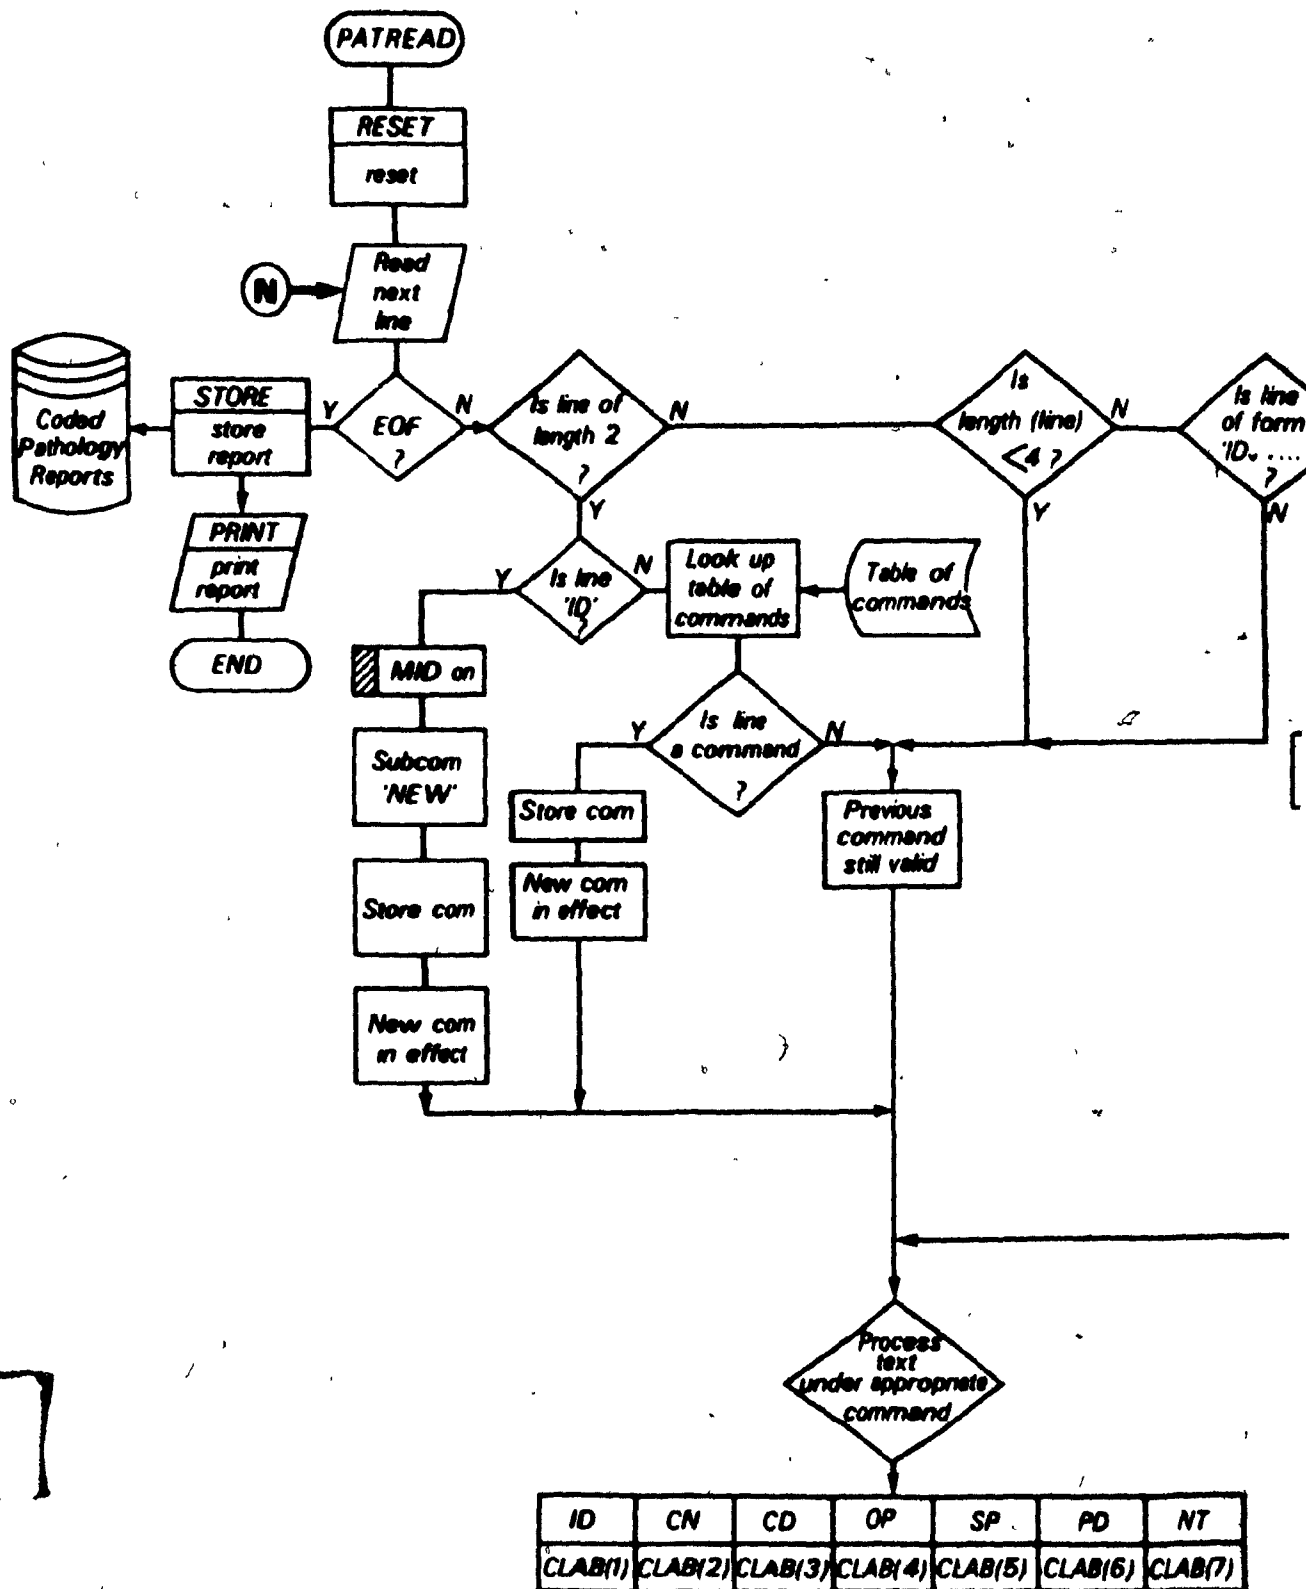 PATREAD
RESET
reset
Read
next
line
N
EOF
?
Y
N
STORE
store
report
Coded
Pathology
Reports
PRINT
print
report
END
Is line of
length 2
?
N
Y
Is
length (line)
<4 ?
N
Y
Is line
of form
'ID. ....
?
N
Is line
'ID'
?
Y
N
Look up
table of
commands
Table of
commands
MID on
Subcom
'NEW'
Store com
New com
in effect
Is line
a command
?
Y
N
Store com
New com
in effect
Previous
command
still valid
Process
text
under appropriate
command
ID CN CD OP SP PD NT
CLAB(1) CLAB(2) CLAB(3) CLAB(4) CLAB(5) CLAB(6) CLAB(7)